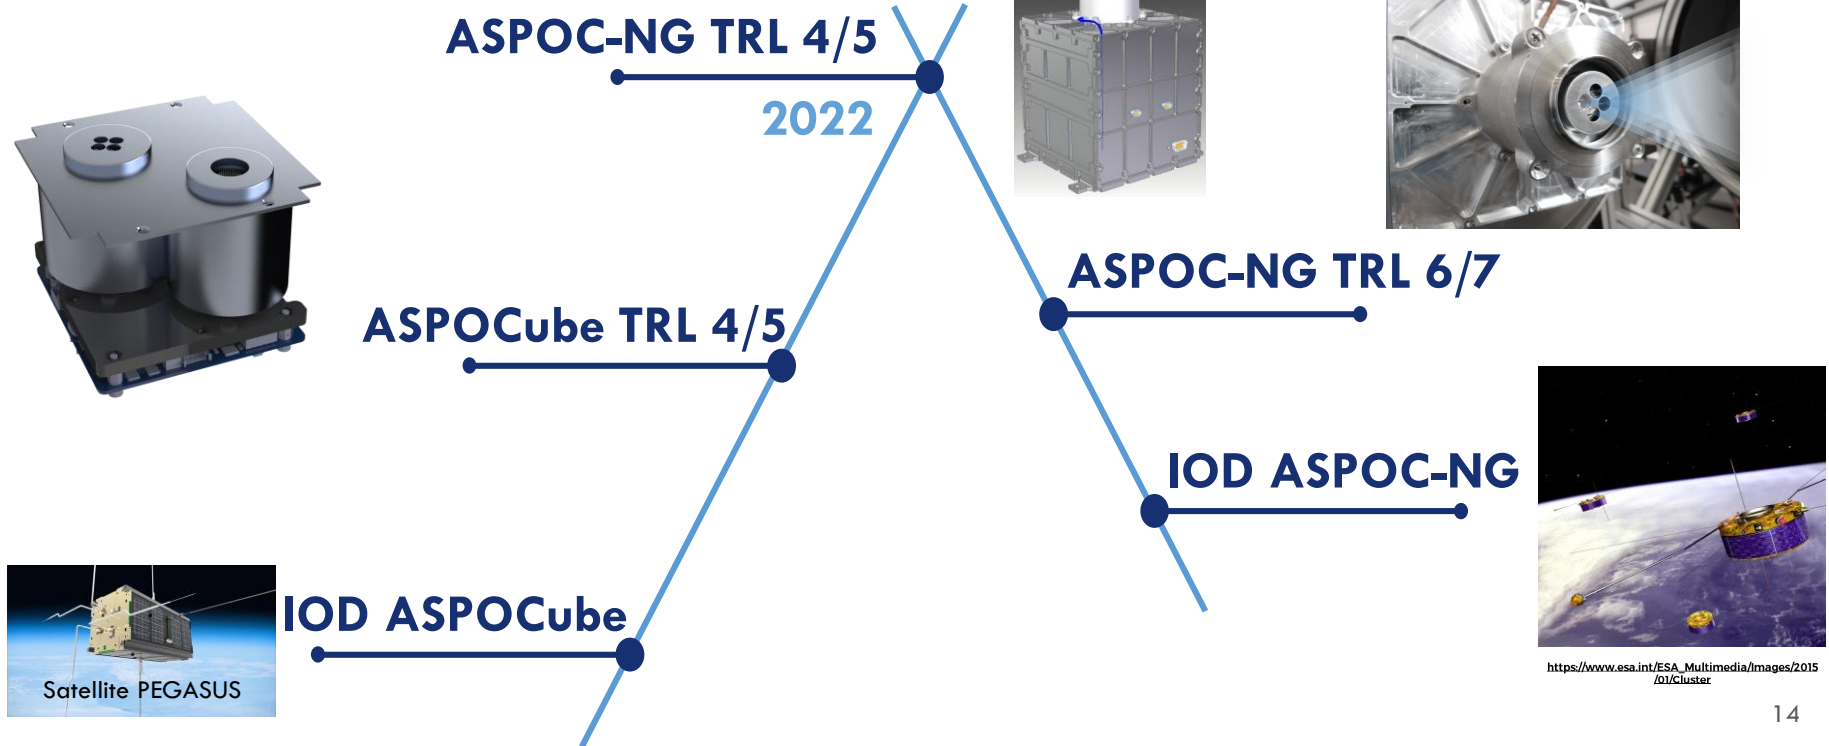 ASPOC-NG TRL 4/5
2022
ASPOC-NG TRL 6/7
ASPOCube TRL 4/5
IOD ASPOC-NG
IOD ASPOCube
Satellite PEGASUS
https://www.esa.int/ESA_Multimedia/Images/2015
/01/Cluster
14